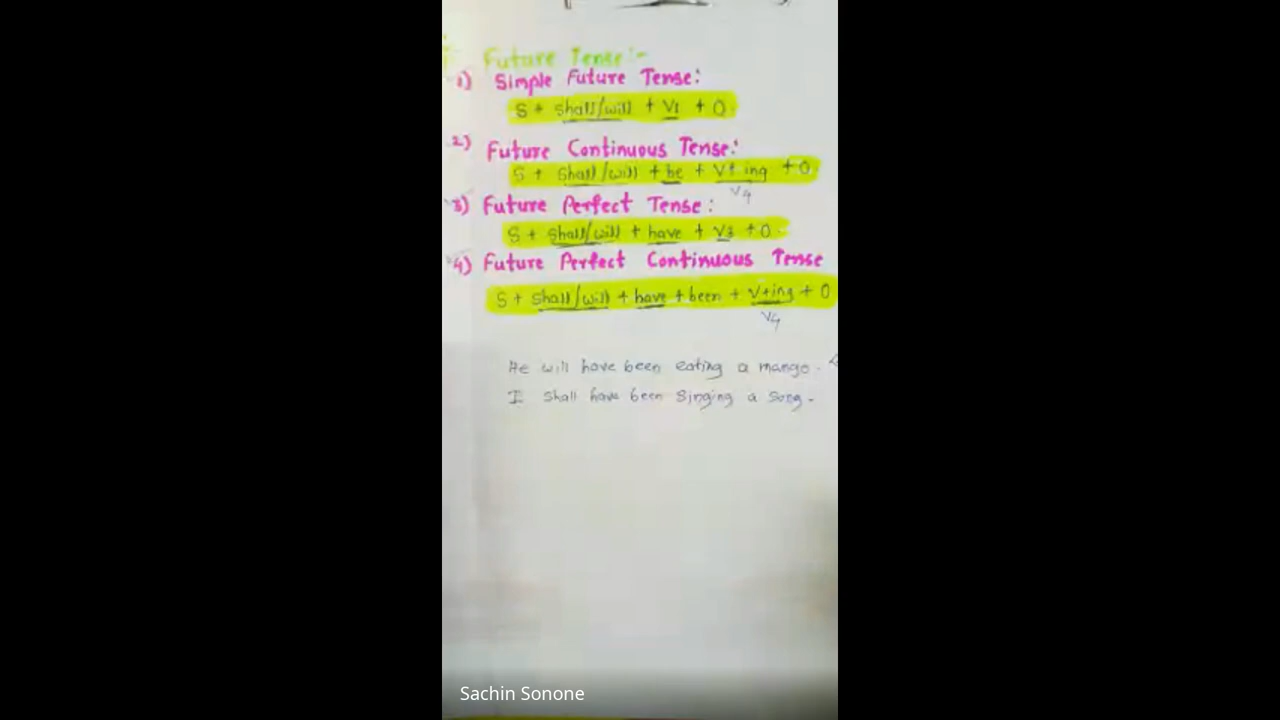 Future Tense:-
1) Simple Future Tense:
S + shall/will + V1 + O
2) Future Continuous Tense:
S + shall/will + be + V+ing + O
V4
3) Future Perfect Tense:
S + shall/will + have + V3 + O
4) Future Perfect Continuous Tense
S + shall/will + have + been + V+ing + O
V4
He will have been eating a mango.
I shall have been singing a song.
Sachin Sonone